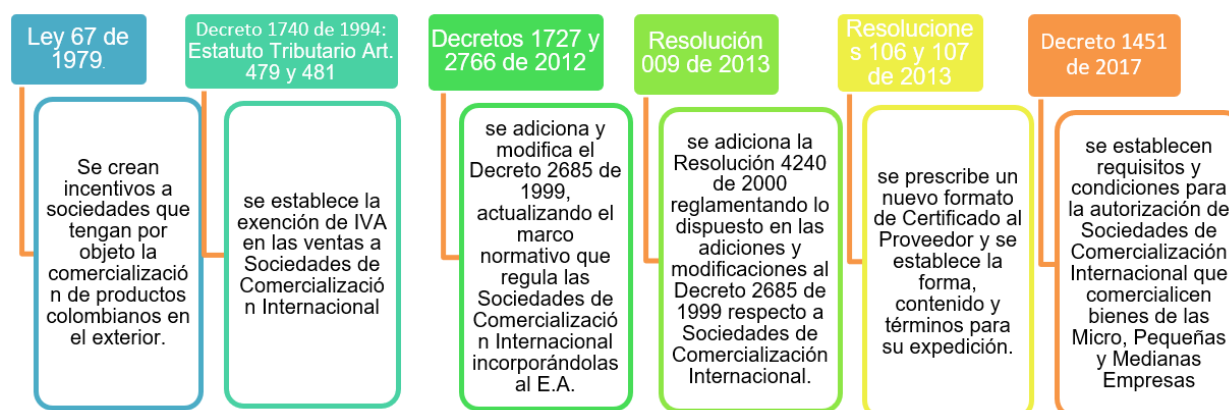 Ley 67 de
1979.
Se crean
incentivos a
sociedades que
tengan por
objeto la
comercializació
n de productos
colombianos en
el exterior.
Decreto 1740 de 1994:
Estatuto Tributario Art.
479 y 481
se establece la
exención de IVA
en las ventas a
Sociedades de
Comercializació
n Internacional
Decretos 1727 y
2766 de 2012
se adiciona y
modifica el
Decreto 2685 de
1999,
actualizando el
marco
normativo que
regula las
Sociedades de
Comercializació
n Internacional
incorporándolas
al E.A.
Resolución
009 de 2013
se adiciona la
Resolución 4240
de 2000
reglamentando lo
dispuesto en las
adiciones y
modificaciones al
Decreto 2685 de
1999 respecto a
Sociedades de
Comercialización
Internacional.
Resolucione
s 106 y 107
de 2013
se prescribe un
nuevo formato
de Certificado al
Proveedor y se
establece la
forma,
contenido y
términos para
su expedición.
Decreto 1451
de 2017
se establecen
requisitos y
condiciones para
la autorización de
Sociedades de
Comercialización
Internacional que
comercialicen
bienes de las
Micro, Pequeñas
y Medianas
Empresas